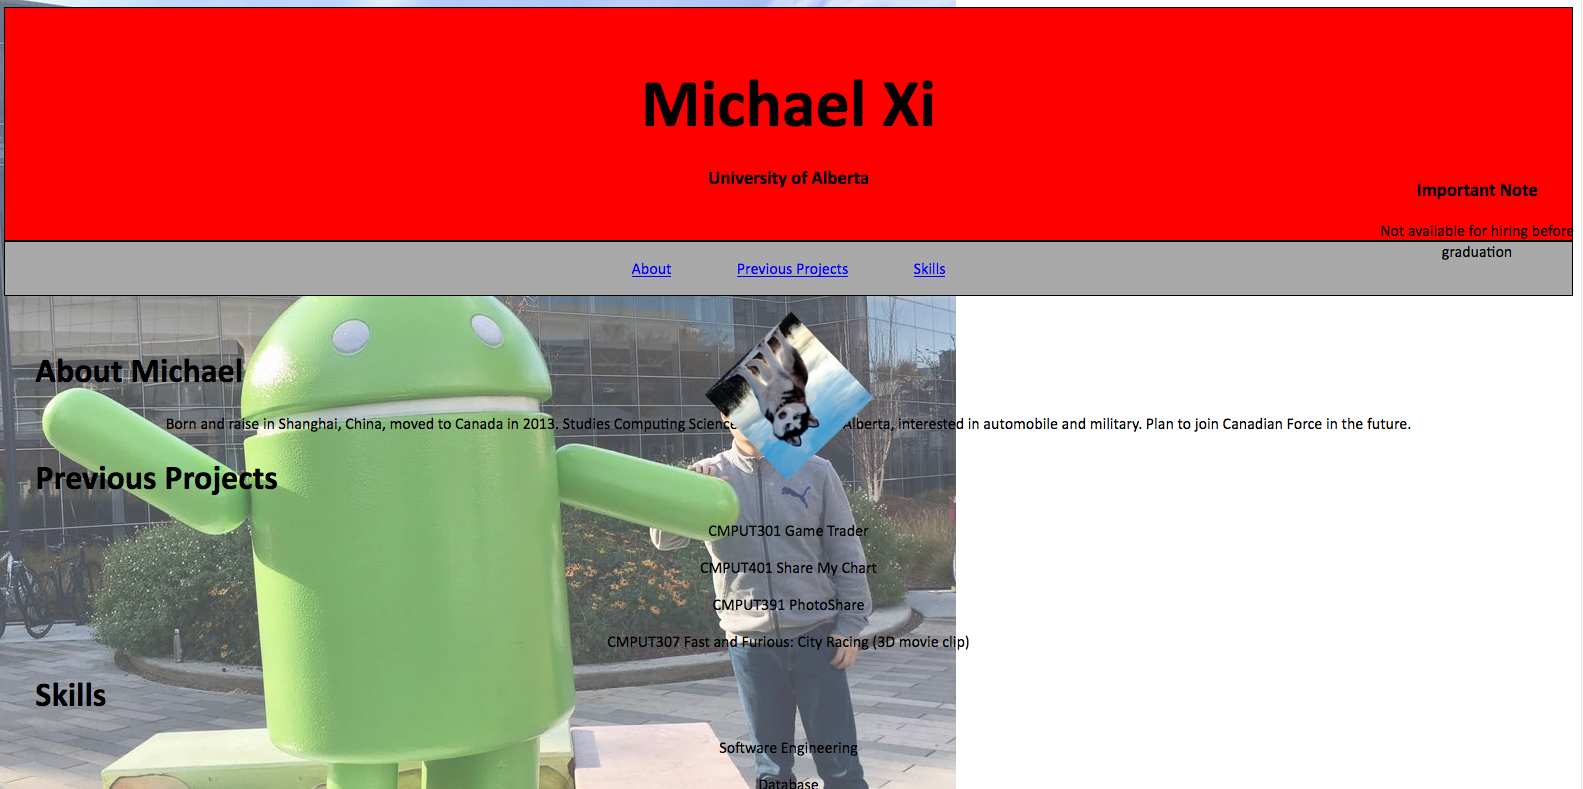 Michael Xi
University of Alberta
Important Note
Not available for hiring before
graduation
About Previous Projects Skills
About Michael
Born and raise in Shanghai, China, moved to Canada in 2013. Studies Computing Science Alberta, interested in automobile and military. Plan to join Canadian Force in the future.
Previous Projects
CMPUT301 Game Trader
CMPUT401 Share My Chart
CMPUT391 PhotoShare
CMPUT307 Fast and Furious: City Racing (3D movie clip)
Skills
Software Engineering
Database